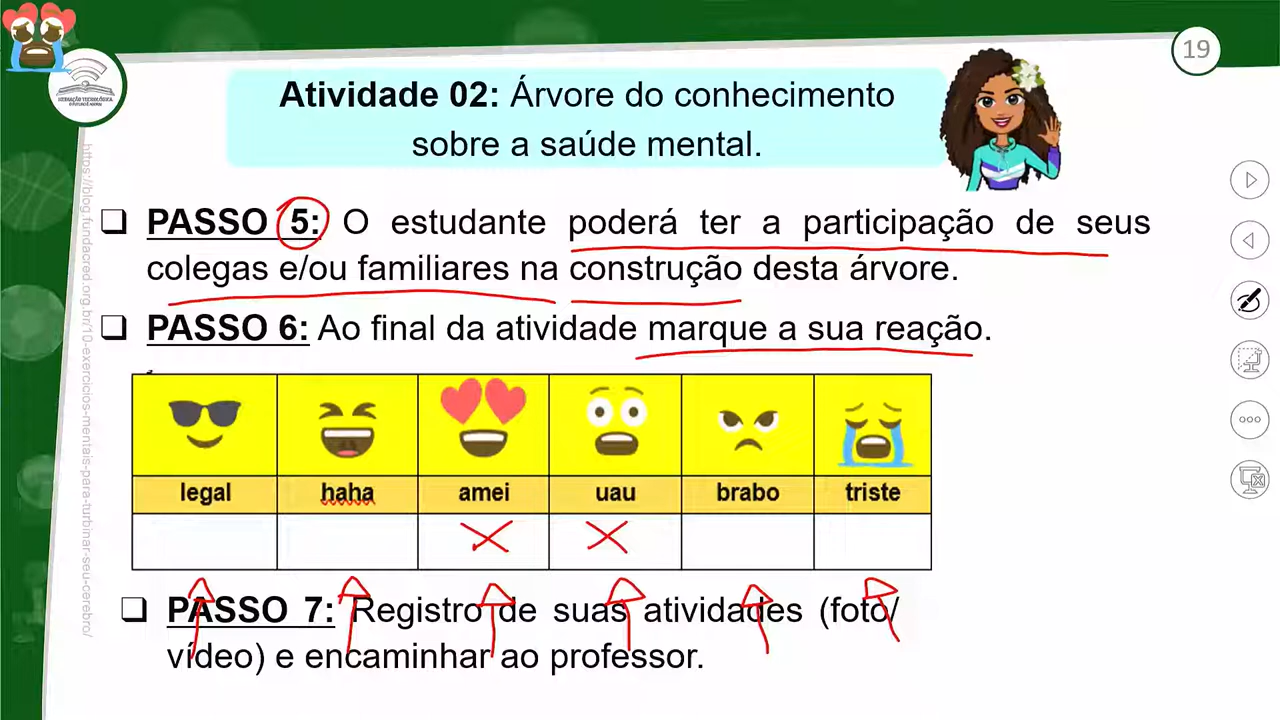 19
MEDIAÇÃO TECNOLÓGICA
Atividade 02: Árvore do conhecimento
sobre a saúde mental.
https://blog.fundacred.org.br/10-exercicios-mentais-para-turbinar-seu-cerebro/
❑ PASSO 5: O estudante poderá ter a participação de seus
colegas e/ou familiares na construção desta árvore.
❑ PASSO 6: Ao final da atividade marque a sua reação.
legal haha amei uau brabo triste
❑ PASSO 7: Registro de suas atividades (foto/
vídeo) e encaminhar ao professor.